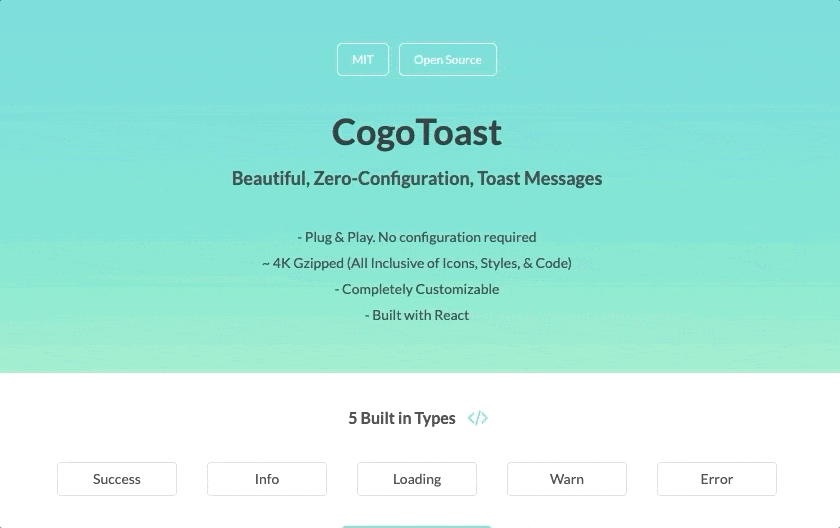 MIT
Open Source
CogoToast
Beautiful, Zero-Configuration, Toast Messages
- Plug & Play. No configuration required
~ 4K Gzipped (All Inclusive of Icons, Styles, & Code)
- Completely Customizable
- Built with React
5 Built in Types </>
Success
Info
Loading
Warn
Error